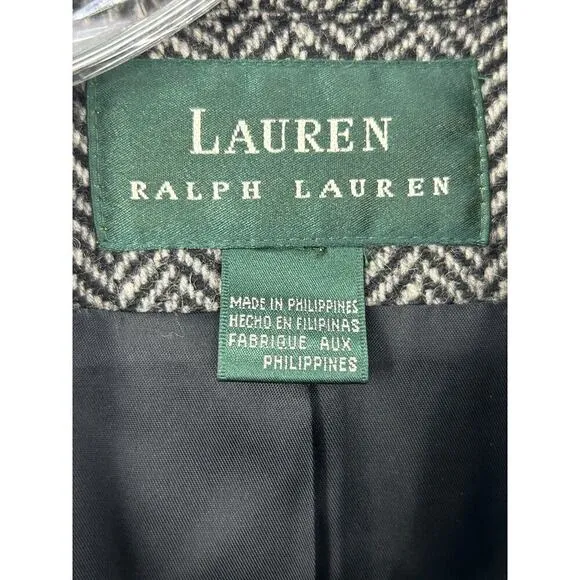 LAUREN
RALPH LAUREN
MADE IN PHILIPPINES
HECHO EN FILIPINAS
FABRIQUE AUX
PHILIPPINES